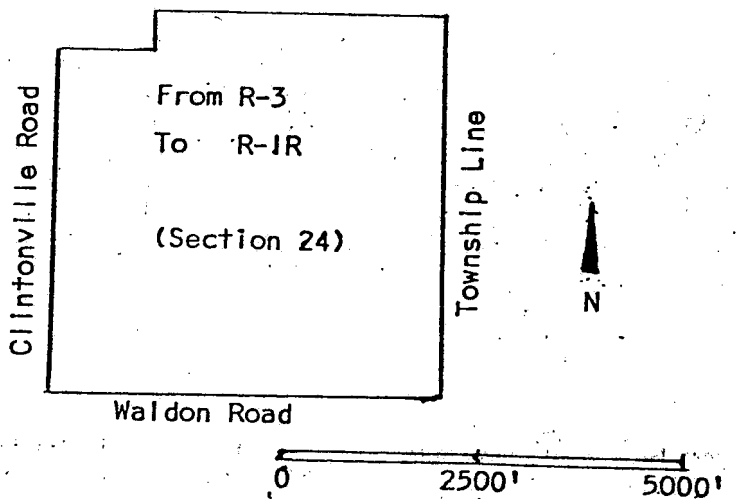 From R-3
To R-1R
(Section 24)
Clintonville Road
Township Line
N
Waldon Road
0 2500' 5000'